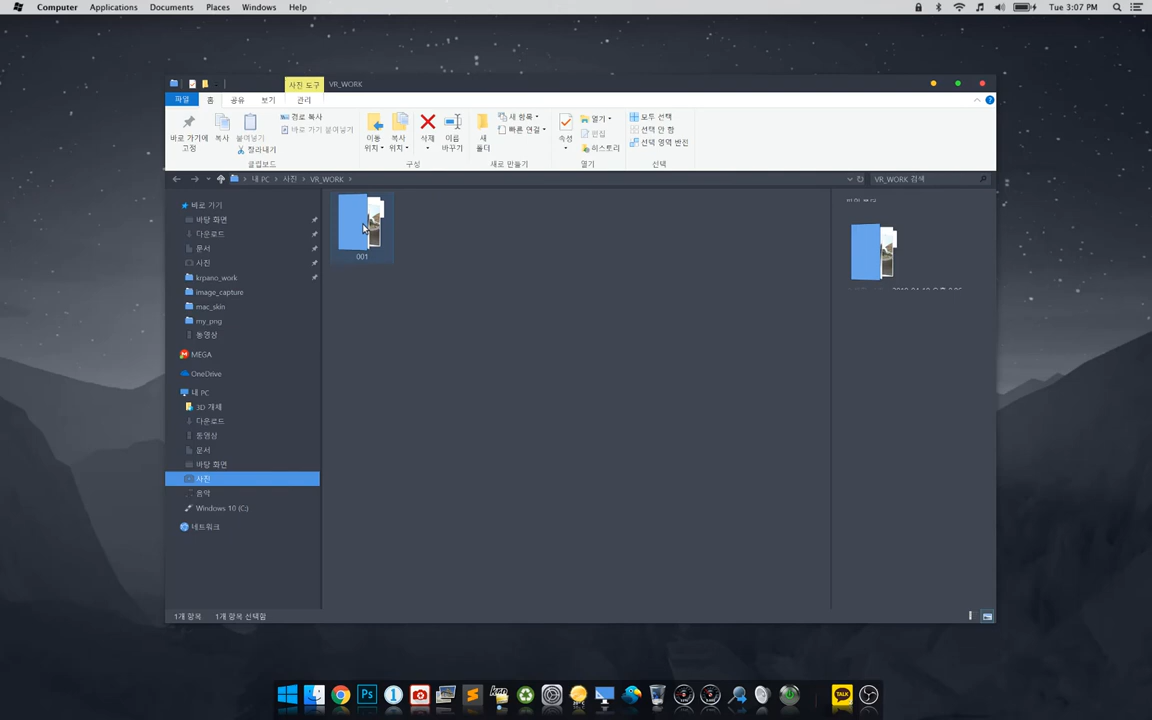 Computer Applications Documents Places Windows Help
Tue 3:07 PM
사진 도구 VR_WORK
파일 홈 공유 보기 관리
바로 가기에 고정
복사
붙여넣기
경로 복사
바로 가기 붙여넣기
잘라내기
클립보드
이동 위치
복사 위치
삭제
이름 바꾸기
구성
새 폴더
새 항목
빠른 연결
새로 만들기
속성
열기
편집
히스토리
열기
모두 선택
선택 안 함
선택 영역 반전
선택
내 PC 사진 VR_WORK
VR_WORK 검색
바로 가기
바탕 화면
다운로드
문서
사진
krpano_work
image_capture
mac_skin
my_png
동영상
MEGA
OneDrive
내 PC
3D 개체
다운로드
동영상
문서
바탕 화면
사진
음악
Windows 10 (C:)
네트워크
001
1개 항목 1개 항목 선택함
TALK